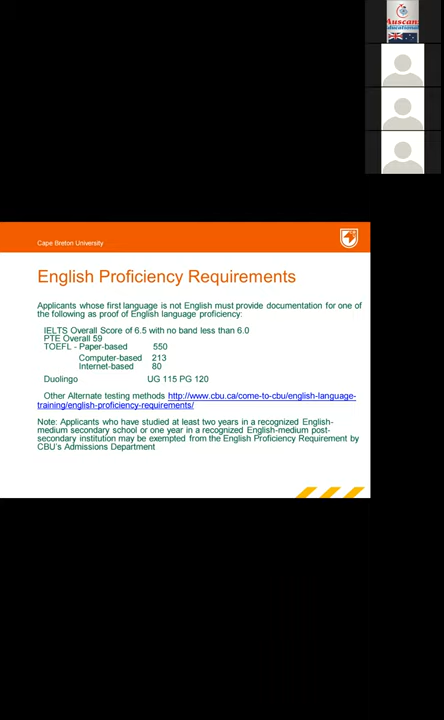 Auscan
Educational
Cape Breton University
English Proficiency Requirements
Applicants whose first language is not English must provide documentation for one of
the following as proof of English language proficiency:
IELTS Overall Score of 6.5 with no band less than 6.0
PTE Overall 59
TOEFL - Paper-based 550
Computer-based 213
Internet-based 80
Duolingo UG 115 PG 120
Other Alternate testing methods http://www.cbu.ca/come-to-cbu/english-language-
training/english-proficiency-requirements/
Note: Applicants who have studied at least two years in a recognized English-
medium secondary school or one year in a recognized English-medium post-
secondary institution may be exempted from the English Proficiency Requirement by
CBU's Admissions Department